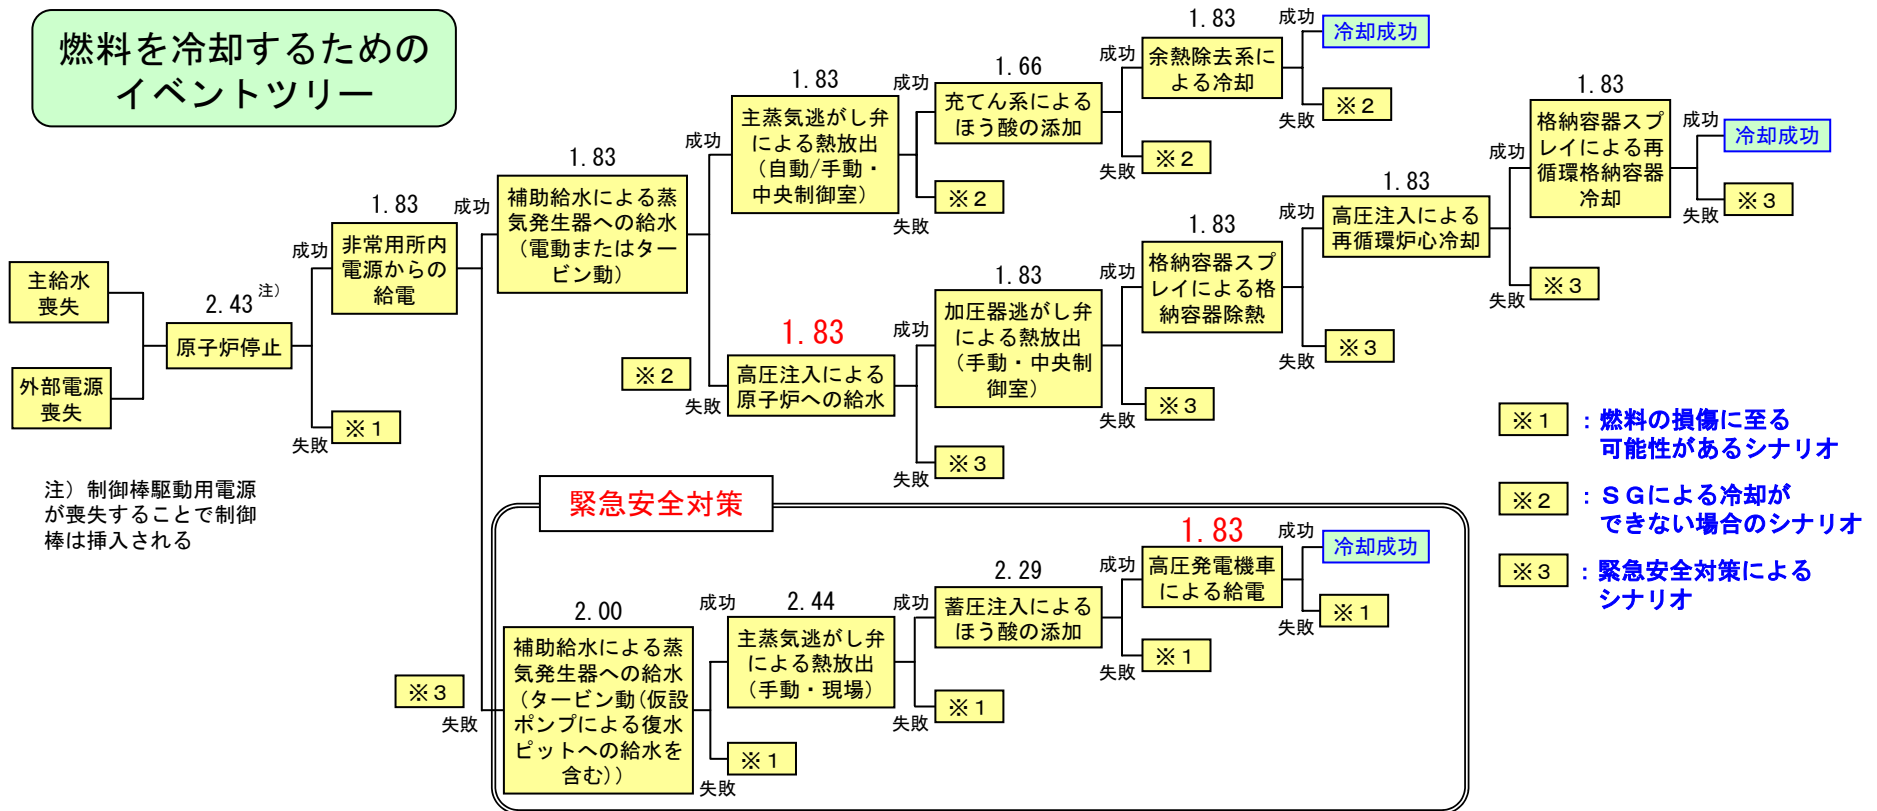 燃料を冷却するための
イベントツリー
主給水
喪失
外部電源
喪失
2.43 注)
原子炉停止
成功
失敗
1.83
非常用所内
電源からの
給電
※1
注) 制御棒駆動用電源
が喪失することで制御
棒は挿入される
成功
失敗
1.83
補助給水による蒸
気発生器への給水
(電動またはター
ビン動)
※3
成功
失敗
※2
1.83
主蒸気逃がし弁
による熱放出
(自動/手動・
中央制御室)
成功
失敗
1.66
充てん系による
ほう酸の添加
※2
成功
失敗
1.83
余熱除去系に
よる冷却
※2
成功
失敗
冷却成功
※2
1.83
高圧注入による
原子炉への給水
成功
失敗
1.83
加圧器逃がし弁
による熱放出
(手動・中央制
御室)
※3
成功
失敗
1.83
格納容器スプ
レイによる格
納容器除熱
※3
成功
失敗
1.83
高圧注入による
再循環炉心冷却
※3
成功
失敗
1.83
格納容器スプ
レイによる再
循環格納容器
冷却
※3
成功
失敗
冷却成功
※3
緊急安全対策
2.00
補助給水による蒸
気発生器への給水
(タービン動(仮設
ポンプによる復水
ピットへの給水を
含む))
成功
失敗
2.44
主蒸気逃がし弁
による熱放出
(手動・現場)
※1
成功
失敗
2.29
蓄圧注入による
ほう酸の添加
※1
成功
失敗
1.83
高圧発電機車
による給電
※1
成功
失敗
冷却成功
※1
※1 :燃料の損傷に至る
可能性があるシナリオ
※2 :SGによる冷却が
できない場合のシナリオ
※3 :緊急安全対策による
シナリオ